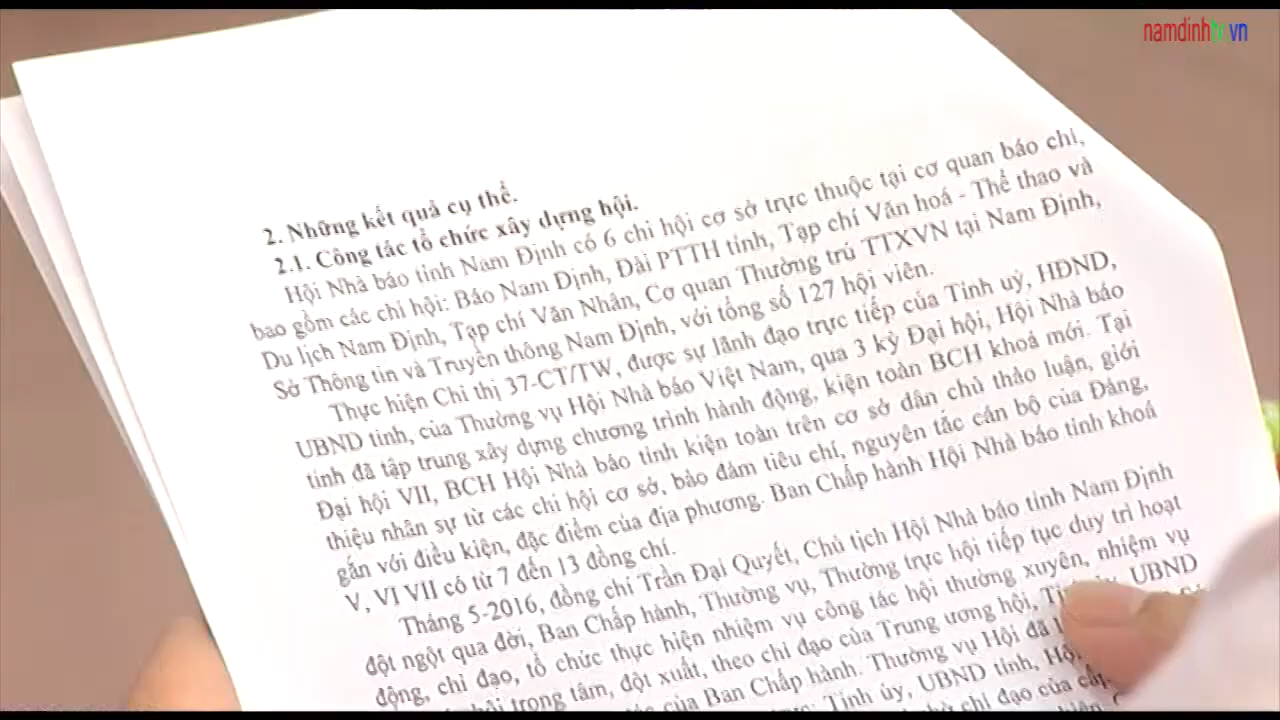 namdinhtv.vn
2. Những kết quả cụ thể.
2.1. Công tác tổ chức xây dựng hội.
Hội Nhà báo tỉnh Nam Định có 6 chi hội cơ sở trực thuộc tại cơ quan báo chí,
bao gồm các chi hội: Báo Nam Định, Đài PTTH tỉnh, Tạp chí Văn hoá - Thể thao và
Du lịch Nam Định, Tạp chí Văn Nhân, Cơ quan Thường trú TTXVN tại Nam Định,
Sở Thông tin và Truyền thông Nam Định, với tổng số 127 hội viên.
Thực hiện Chỉ thị 37-CT/TW, được sự lãnh đạo trực tiếp của Tỉnh uỷ, HĐND,
UBND tỉnh, của Thường vụ Hội Nhà báo Việt Nam, qua 3 kỳ Đại hội, Hội Nhà báo
tỉnh đã tập trung xây dựng chương trình hành động, kiện toàn BCH khoá mới. Tại
Đại hội VII, BCH Hội Nhà báo tỉnh kiện toàn trên cơ sở dân chủ thảo luận, giới
thiệu nhân sự từ các chi hội cơ sở, bảo đảm tiêu chí, nguyên tắc cán bộ của Đảng,
gắn với điều kiện, đặc điểm của địa phương. Ban Chấp hành Hội Nhà báo tỉnh khoá
V, VI VII có từ 7 đến 13 đồng chí.
Tháng 5-2016, đồng chí Trần Đại Quyết, Chủ tịch Hội Nhà báo tỉnh Nam Định
đột ngột qua đời, Ban Chấp hành, Thường vụ, Thường trực hội tiếp tục duy trì hoạt
động, chỉ đạo, tổ chức thực hiện nhiệm vụ công tác hội thường xuyên, nhiệm vụ
hội trọng tâm, đột xuất, theo chỉ đạo của Trung ương hội, UBND
của Ban Chấp hành. Thường vụ Hội đã
Tỉnh ủy, UBND tỉnh,
chỉ đạo của